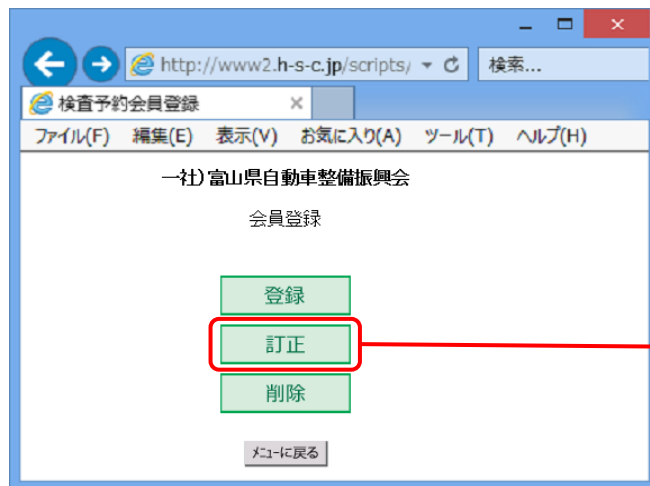 http://www2.h-s-c.jp/scripts/ 検索...
検査予約会員登録
ファイル(F) 編集(E) 表示(V) お気に入り(A) ツール(T) ヘルプ(H)
一社)富山県自動車整備振興会
会員登録
登録
訂正
削除
メニューに戻る